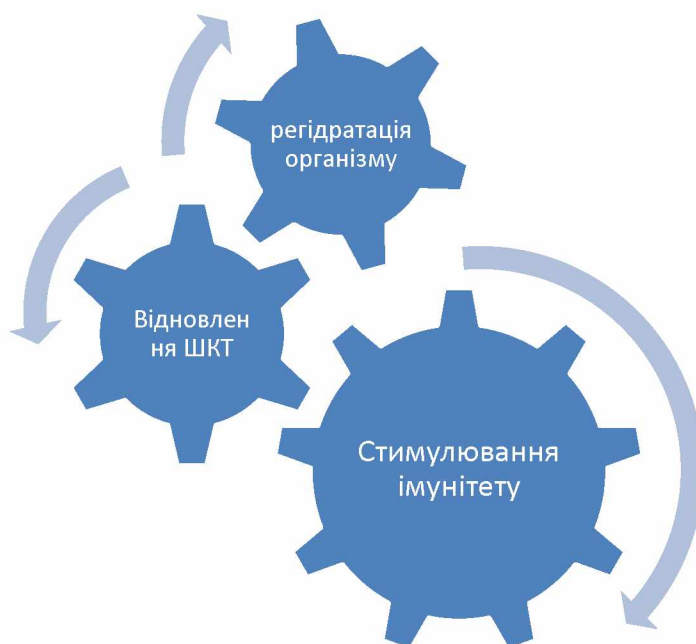 регідратація
організму
Відновлен
ня ШКТ
Стимулювання
імунітету